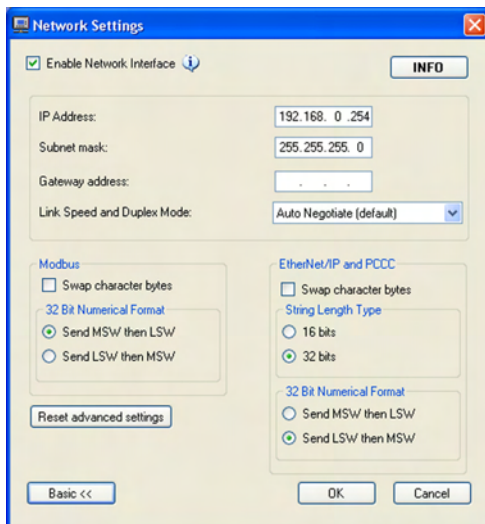 Network Settings
Enable Network Interface
INFO
IP Address: 192.168. 0 .254
Subnet mask: 255.255.255. 0
Gateway address: . . .
Link Speed and Duplex Mode: Auto Negotiate (default)
Modbus
Swap character bytes
32 Bit Numerical Format
Send MSW then LSW
Send LSW then MSW
Reset advanced settings
EtherNet/IP and PCCC
Swap character bytes
String Length Type
16 bits
32 bits
32 Bit Numerical Format
Send MSW then LSW
Send LSW then MSW
Basic <<
OK
Cancel